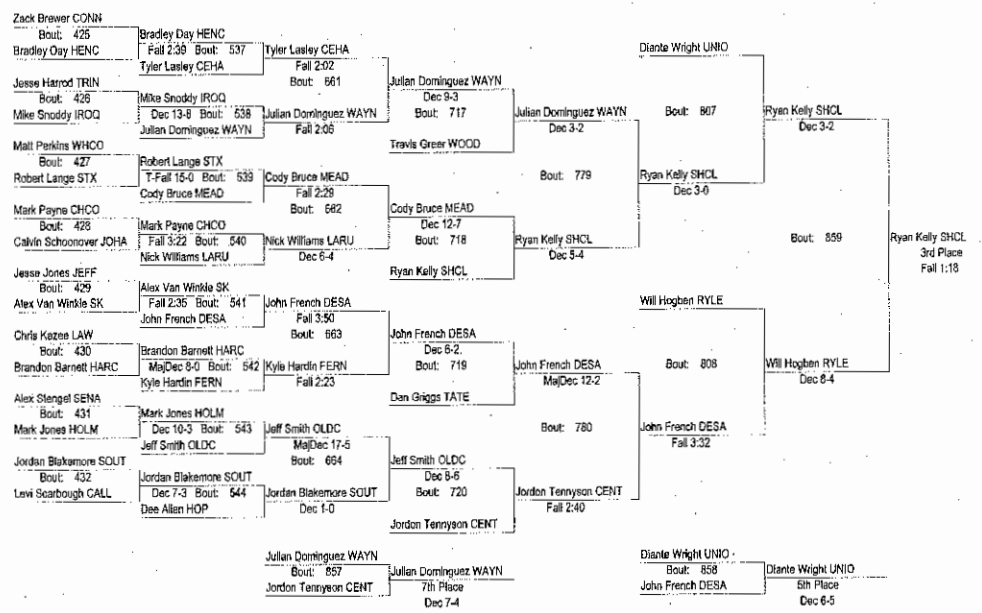 Zack Brewer CONN
Bout: 425
Bradley Day HENC
Jesse Harrod TRIN
Bout: 426
Mike Snoddy IROQ
Matt Perkins WHCO
Bout: 427
Robert Lange STX
Mark Payne CHCO
Bout: 428
Calvin Schoonover JOHA
Jesse Jones JEFF
Bout: 429
Alex Van Winkle SK
Chris Kazee LAW
Bout: 430
Brandon Barnett HARC
Alex Stengel SENA
Bout: 431
Mark Jones HOLM
Jordan Blakemore SOUT
Bout: 432
Levi Scarbough CALL
Bradley Day HENC
Fall 2:39 Bout: 537
Tyler Lasley CEHA
Mike Snoddy IROQ
Dec 13-8 Bout: 538
Julian Dominguez WAYN
Robert Lange STX
T-Fall 15-0 Bout: 539
Cody Bruce MEAD
Mark Payne CHCO
Fall 3:22 Bout: 540
Nick Williams LARU
Alex Van Winkle SK
Fall 2:35 Bout: 541
John French DESA
Brandon Barnett HARC
MajDec 8-0 Bout: 542
Kyle Hardin FERN
Mark Jones HOLM
Dec 10-3 Bout: 543
Jeff Smith OLDC
Jordan Blakemore SOUT
Dec 7-3 Bout: 544
Dee Allen HOP
Tyler Lasley CEHA
Fall 2:02
Bout: 661
Julian Dominguez WAYN
Fall 2:06
Cody Bruce MEAD
Fall 2:29
Bout: 662
Nick Williams LARU
Dec 6-4
John French DESA
Fall 3:50
Bout: 663
Kyle Hardin FERN
Fall 2:23
Jeff Smith OLDC
MajDec 17-5
Bout: 664
Jordan Blakemore SOUT
Dec 1-0
Julian Dominguez WAYN
Dec 9-3
Bout: 717
Travis Greer WOOD
Cody Bruce MEAD
Dec 12-7
Bout: 718
Ryan Kelly SHCL
John French DESA
Dec 6-2
Bout: 719
Dan Griggs TATE
Jeff Smith OLDC
Dec 8-6
Bout: 720
Jordon Tennyson CENT
Julian Dominguez WAYN
Dec 3-2
Bout: 779
Ryan Kelly SHCL
Dec 5-4
John French DESA
MajDec 12-2
Bout: 780
Jordon Tennyson CENT
Fall 2:40
Diante Wright UNIO
Bout: 807
Ryan Kelly SHCL
Dec 3-0
Will Hogben RYLE
Bout: 808
John French DESA
Fall 3:32
Ryan Kelly SHCL
Dec 3-2
Bout: 859
Will Hogben RYLE
Dec 8-4
Ryan Kelly SHCL
3rd Place
Fall 1:18
Julian Dominguez WAYN
Bout: 857
Jordon Tennyson CENT
Julian Dominguez WAYN
7th Place
Dec 7-4
Diante Wright UNIO
Bout: 858
John French DESA
Diante Wright UNIO
5th Place
Dec 6-5